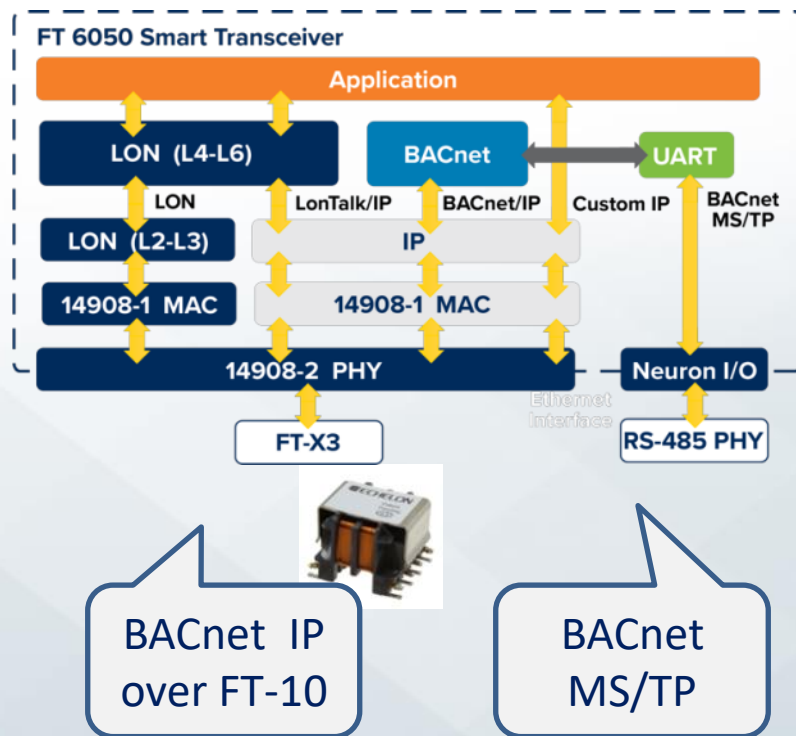 FT 6050 Smart Transceiver
Application
LON (L4-L6)
BACnet
UART
LON
LonTalk/IP
BACnet/IP
Custom IP
BACnet
MS/TP
LON (L2-L3)
IP
14908-1 MAC
14908-1 MAC
14908-2 PHY
Neuron I/O
Ethernet
Interface
FT-X3
RS-485 PHY
ECHELON
BACnet IP
over FT-10
BACnet
MS/TP